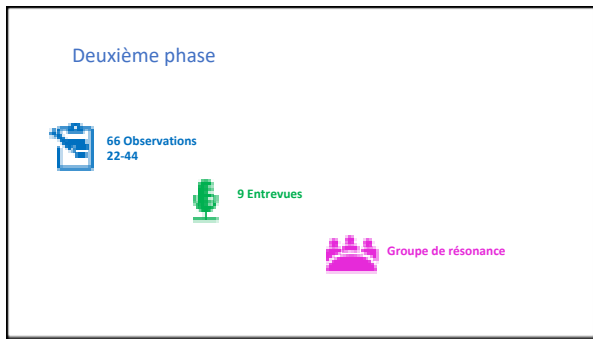 Deuxième phase
66 Observations
22-44
9 Entrevues
Groupe de résonance